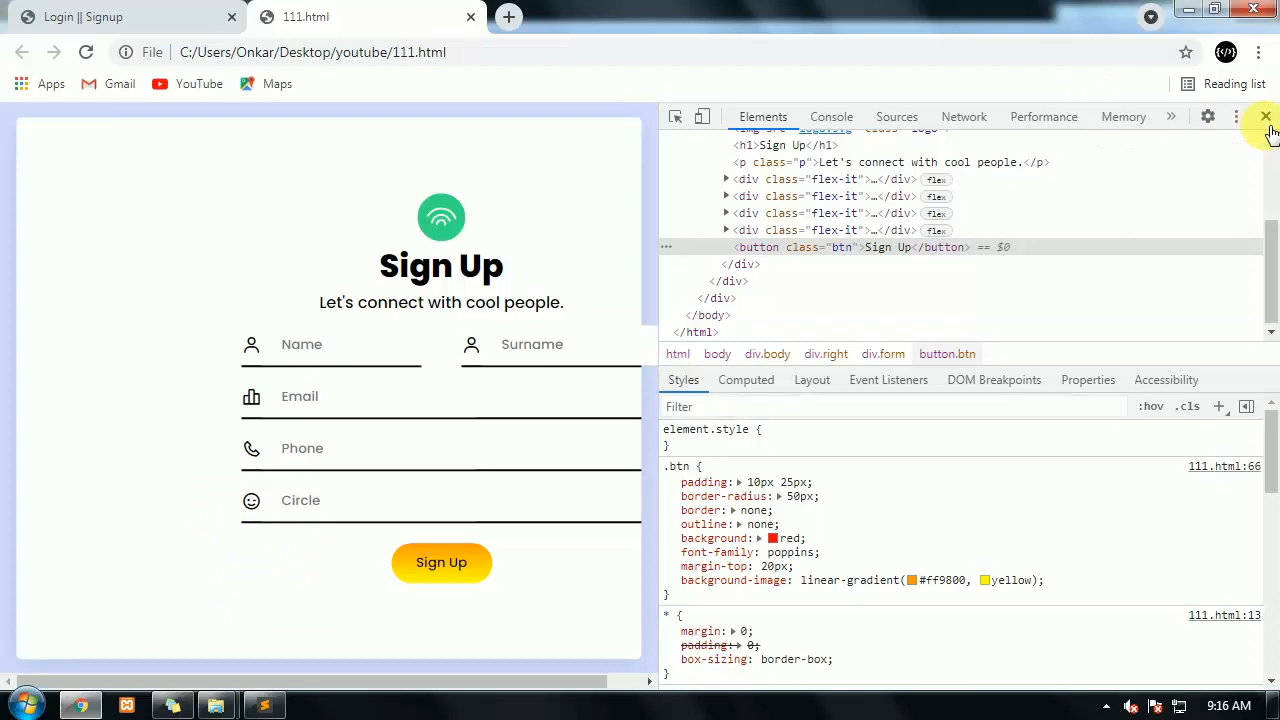 Login || Signup
111.html
File
C:/Users/Onkar/Desktop/youtube/111.html
Apps
Gmail
YouTube
Maps
Reading list
Sign Up
Let's connect with cool people.
Name
Surname
Email
Phone
Circle
Sign Up
Elements
Console
Sources
Network
Performance
Memory
»
<h1>Sign Up</h1>
<p class="p">Let's connect with cool people.</p>
<div class="flex-it">…</div> flex
<div class="flex-it">…</div> flex
<div class="flex-it">…</div> flex
<div class="flex-it">…</div> flex
<button class="btn">Sign Up</button> == $0
</div>
</div>
</div>
</body>
</html>
html
body
div.body
div.right
div.form
button.btn
Styles
Computed
Layout
Event Listeners
DOM Breakpoints
Properties
Accessibility
Filter
:hov
.cls
element.style {
}
.btn {
111.html:66
padding: 10px 25px;
border-radius: 50px;
border: none;
outline: none;
background: red;
font-family: poppins;
margin-top: 20px;
background-image: linear-gradient(#ff9800, yellow);
}
* {
111.html:13
margin: 0;
padding: 0;
box-sizing: border-box;
}
9:16 AM